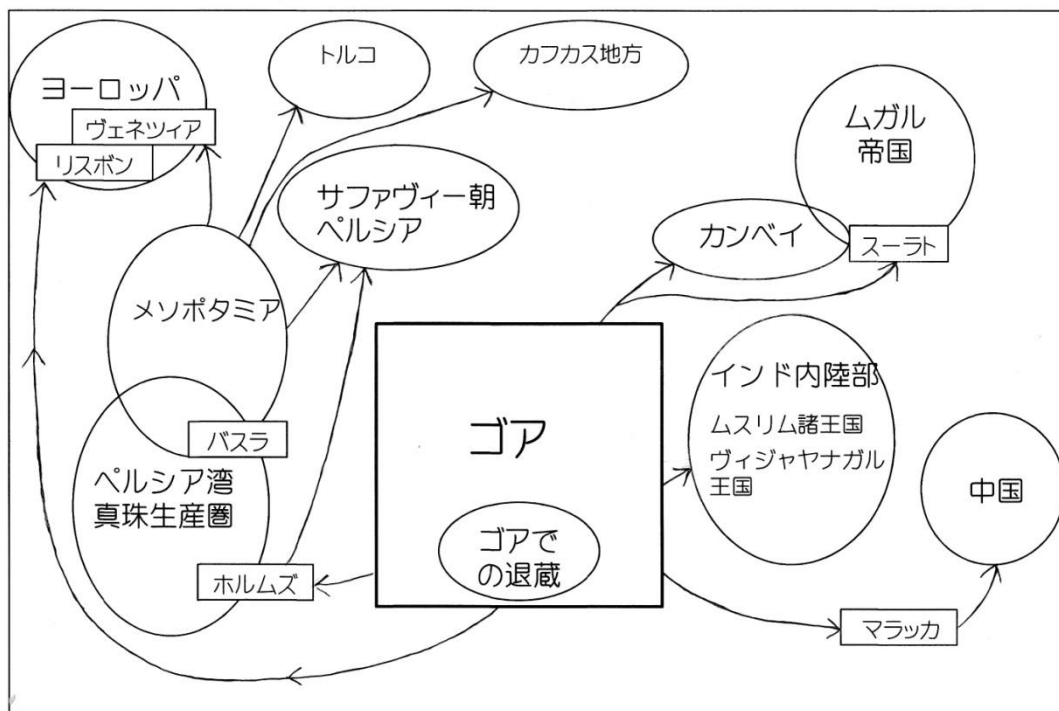 トルコ
カフカス地方
ヨーロッパ
ヴェネツィア
リスボン
ムガル
帝国
サファヴィー朝
ペルシア
カンベイ
スーラト
メソポタミア
インド内陸部
ムスリム諸王国
ヴィジャヤナガル
王国
ゴア
バスラ
ペルシア湾
真珠生産圏
中国
ゴアで
の退蔵
ホルムズ
マラッカ